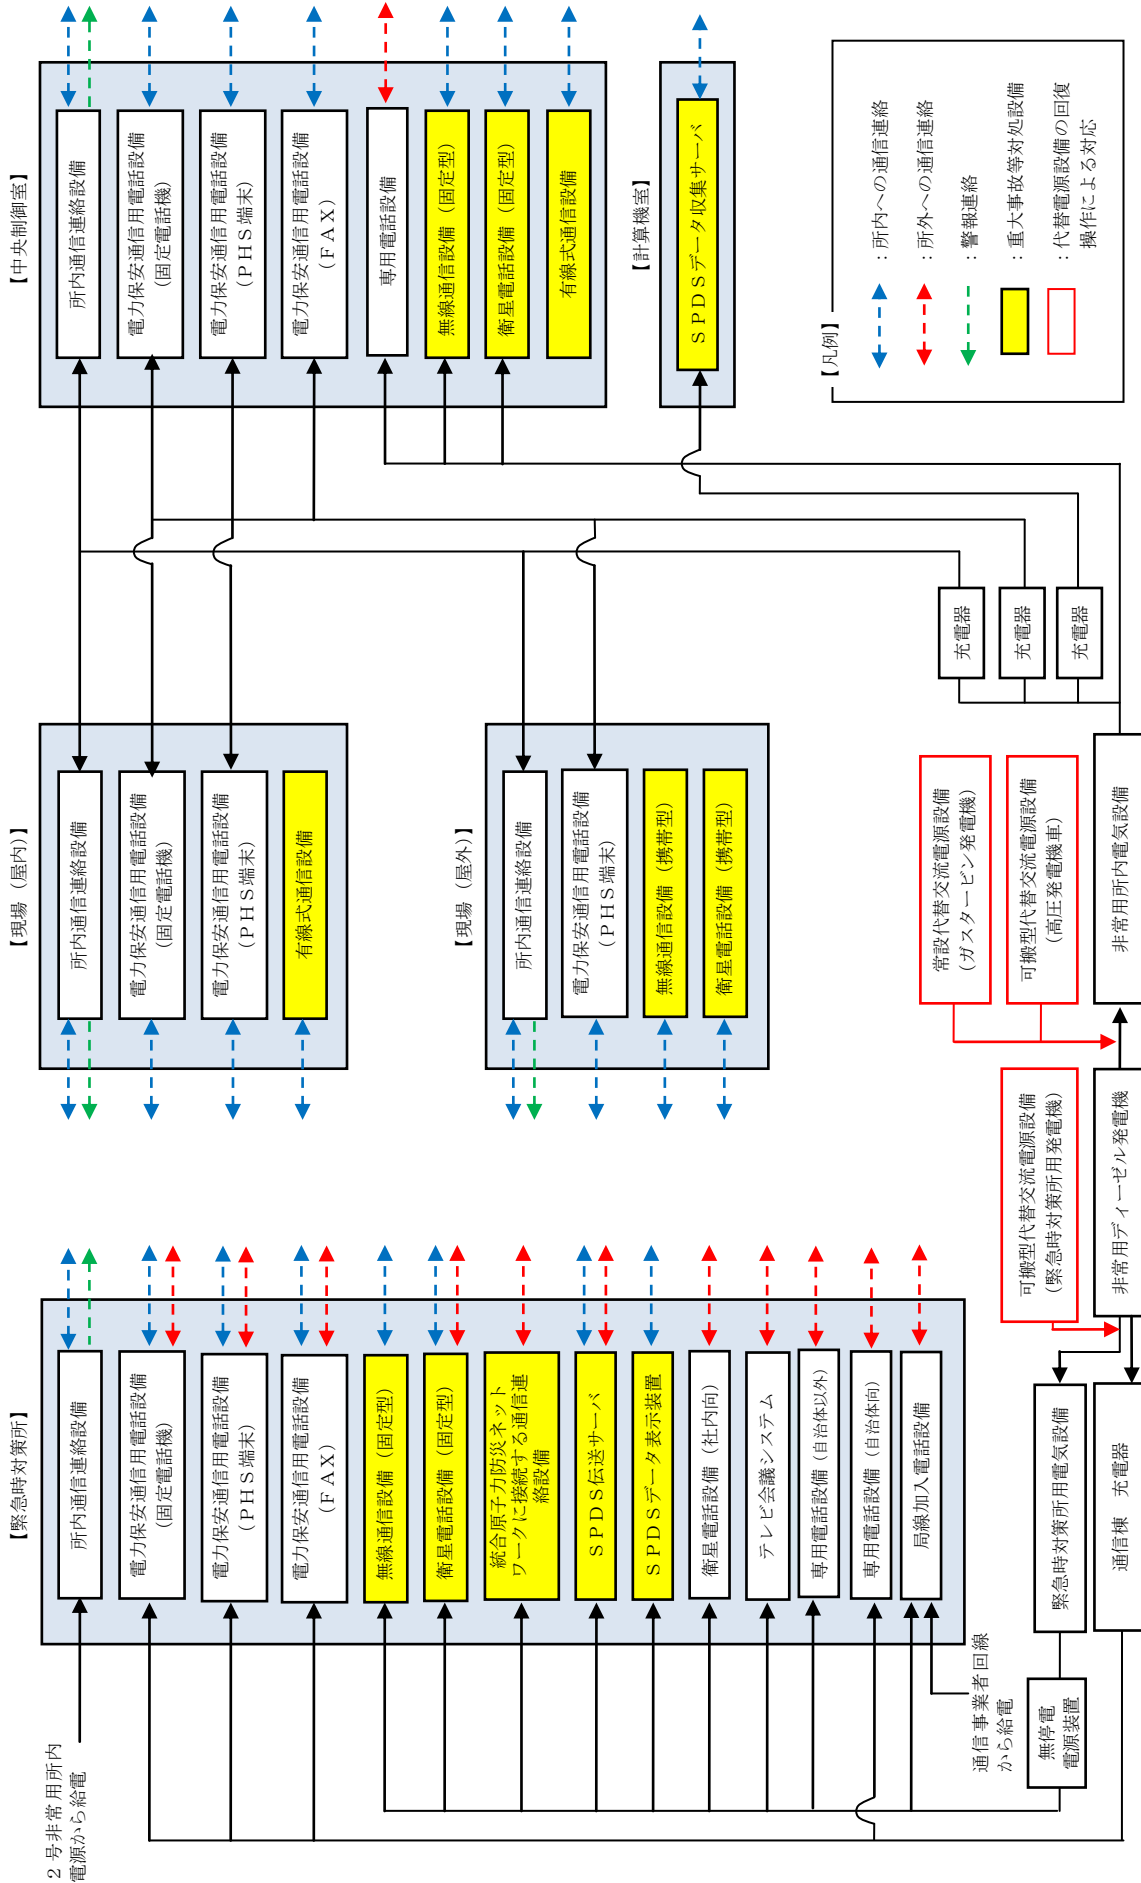 【緊急時対策所】
所内通信連絡設備
電力保安通信用電話設備
(固定電話機)
電力保安通信用電話設備
(PHS端末)
電力保安通信用電話設備
(FAX)
無線通信設備(固定型)
衛星電話設備(固定型)
統合原子力防災ネット
ワークに接続する通信連
絡設備
SPDS伝送サーバ
SPDSデータ表示装置
衛星電話設備(社内向)
テレビ会議システム
専用電話設備(自治体以外)
専用電話設備(自治体向)
局線加入電話設備
2号非常用所内
電源から給電
通信事業者回線
から給電
無停電
電源装置
緊急時対策所用電気設備
通信棟 充電器
【現場(屋内)】
所内通信連絡設備
電力保安通信用電話設備
(固定電話機)
電力保安通信用電話設備
(PHS端末)
有線式通信設備
【現場(屋外)】
所内通信連絡設備
電力保安通信用電話設備
(PHS端末)
無線通信設備(携帯型)
衛星電話設備(携帯型)
可搬型代替交流電源設備
(緊急時対策所用発電機)
非常用ディーゼル発電機
常設代替交流電源設備
(ガスタービン発電機)
可搬型代替交流電源設備
(高圧発電機車)
非常用所内電気設備
充電器
充電器
充電器
【中央制御室】
所内通信連絡設備
電力保安通信用電話設備
(固定電話機)
電力保安通信用電話設備
(PHS端末)
電力保安通信用電話設備
(FAX)
専用電話設備
無線通信設備(固定型)
衛星電話設備(固定型)
有線式通信設備
【計算機室】
SPDSデータ収集サーバ
【凡例】
:所内への通信連絡
:所外への通信連絡
:警報連絡
:重大事故等対処設備
:代替電源設備の回復
操作による対応